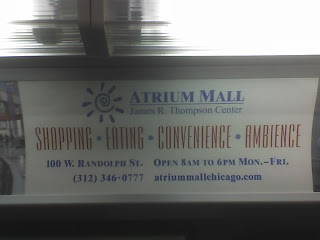 ATRIUM MALL
James R. Thompson Center
SHOPPING • EATING • CONVENIENCE • AMBIENCE
100 W. RANDOLPH ST. OPEN 8AM TO 6PM MON.–FRI.
(312) 346-0777 atriummallchicago.com